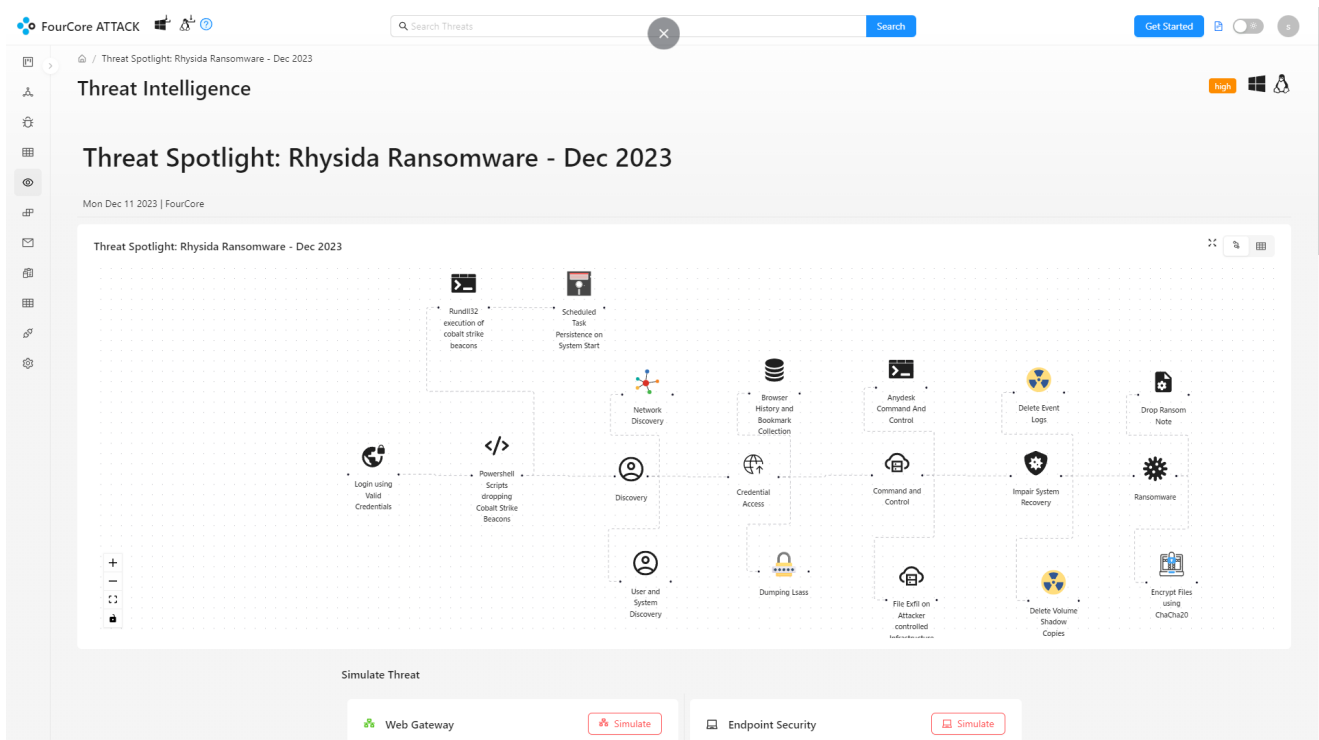 FourCore ATTACK
Search Threats
Search
Get Started
s
/ Threat Spotlight: Rhysida Ransomware - Dec 2023
Threat Intelligence
high
Threat Spotlight: Rhysida Ransomware - Dec 2023
Mon Dec 11 2023 | FourCore
Threat Spotlight: Rhysida Ransomware - Dec 2023
Rundll32
execution of
cobalt strike
beacons
Scheduled
Task
Persistence on
System Start
Network
Discovery
Browser
History and
Bookmark
Collection
Anydesk
Command And
Control
Delete Event
Logs
Drop Ransom
Note
Login using
Valid
Credentials
Powershell
Scripts
dropping
Cobalt Strike
Beacons
Discovery
Credential
Access
Command and
Control
Impair System
Recovery
Ransomware
User and
System
Discovery
Dumping Lsass
File Exfil on
Attacker
controlled
Infrastructure
Delete Volume
Shadow
Copies
Encrypt Files
using
ChaCha20
Simulate Threat
Web Gateway
Simulate
Endpoint Security
Simulate